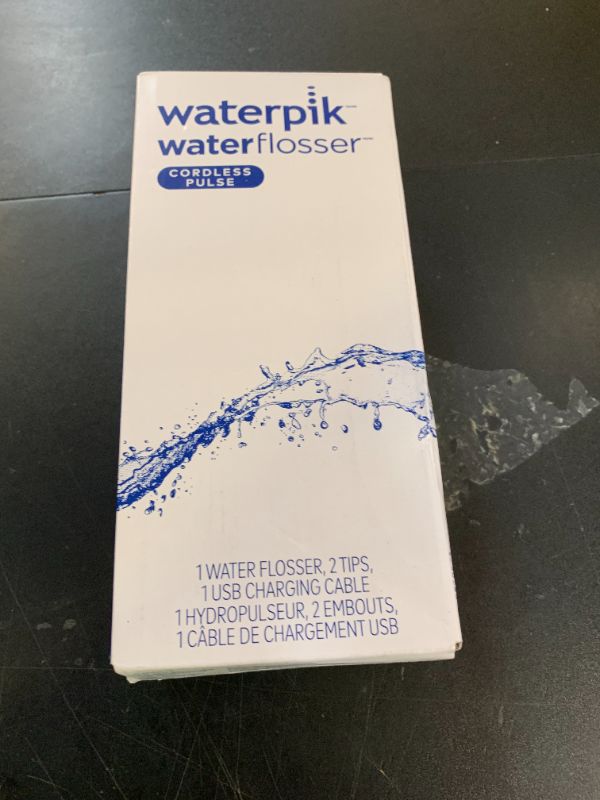 waterpik™
waterflosser™
CORDLESS
PULSE
1 WATER FLOSSER, 2 TIPS,
1 USB CHARGING CABLE
1 HYDROPULSEUR, 2 EMBOUTS,
1 CÂBLE DE CHARGEMENT USB